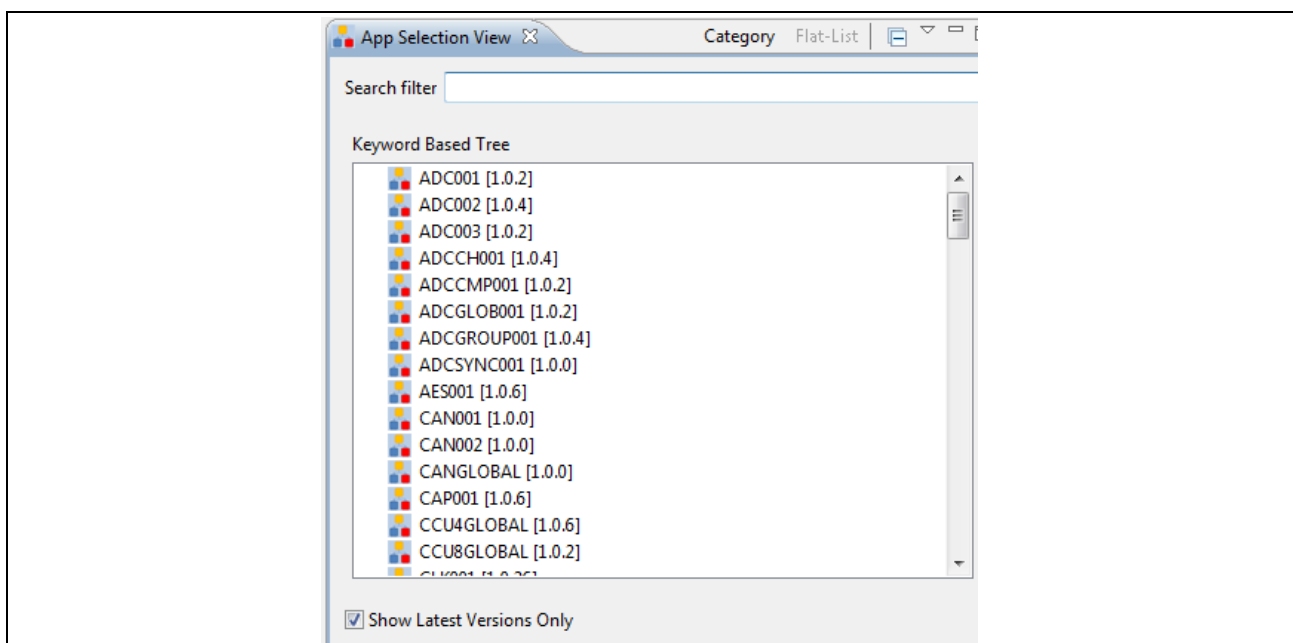 App Selection View Category Flat-List
Search filter
Keyword Based Tree
ADC001 [1.0.2]
ADC002 [1.0.4]
ADC003 [1.0.2]
ADCCH001 [1.0.4]
ADCCMP001 [1.0.2]
ADCGLOB001 [1.0.2]
ADCGROUP001 [1.0.4]
ADCSYNC001 [1.0.0]
AES001 [1.0.6]
CAN001 [1.0.0]
CAN002 [1.0.0]
CANGLOBAL [1.0.0]
CAP001 [1.0.6]
CCU4GLOBAL [1.0.6]
CCU8GLOBAL [1.0.2]
Show Latest Versions Only